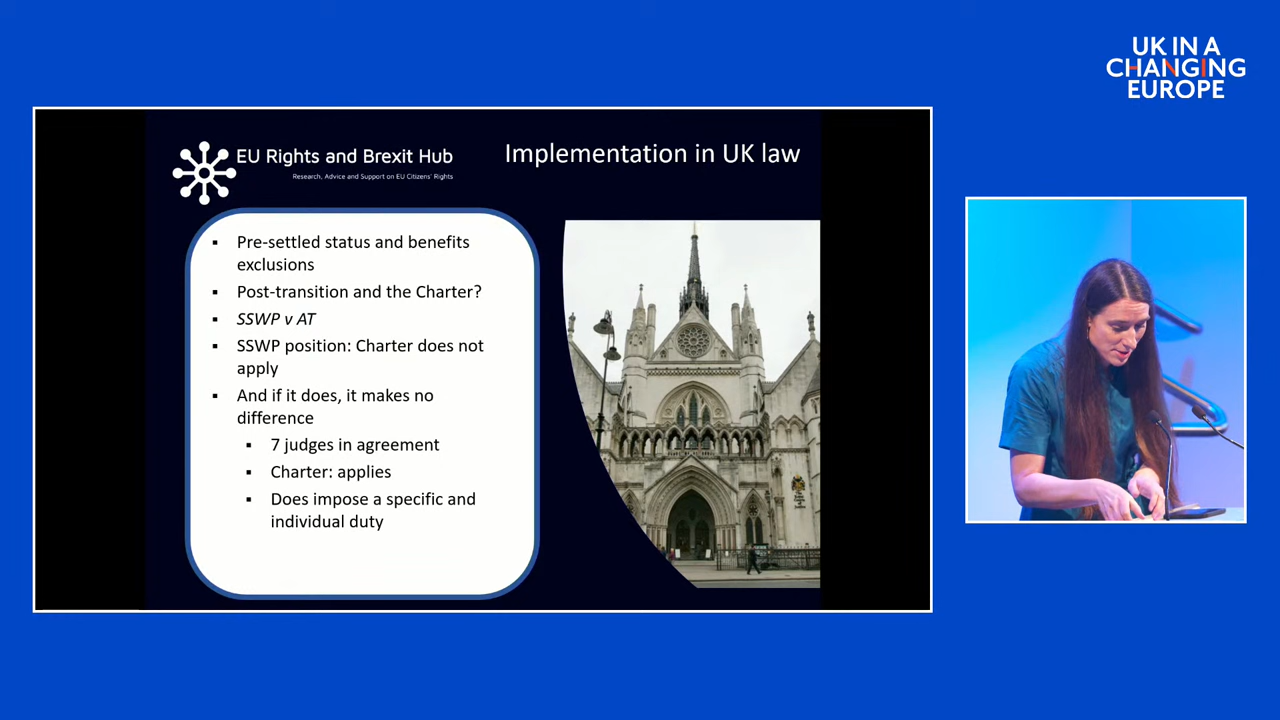 UK IN A
CHANGING
EUROPE
EU Rights and Brexit Hub
Research, Advice and Support on EU Citizens' Rights
Implementation in UK law
▪ Pre-settled status and benefits
exclusions
▪ Post-transition and the Charter?
▪ SSWP v AT
▪ SSWP position: Charter does not
apply
▪ And if it does, it makes no
difference
▪ 7 judges in agreement
▪ Charter: applies
▪ Does impose a specific and
individual duty